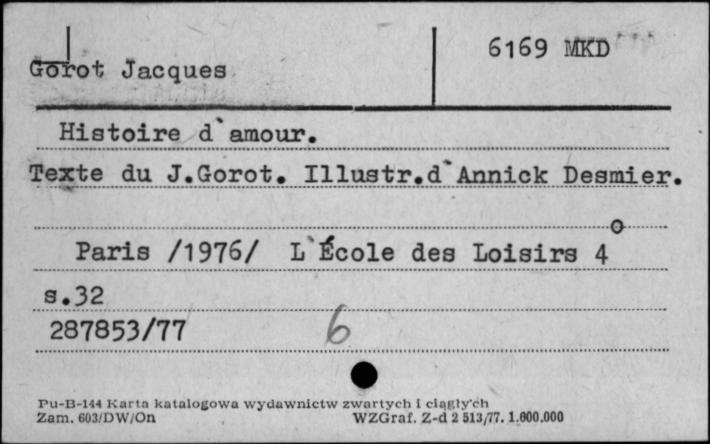 6169 MKD
Gorot Jacques
Histoire d`amour.
Texte du J.Gorot. Illustr.d`Annick Desmier.
Paris /1976/ L`École des Loisirs 4°
s.32
287853/77 6
Pu-B-144 Karta katalogowa wydawnictw zwartych i ciągłych
Zam. 603/DW/On WZGraf. Z-d 2 513/77. 1.000.000